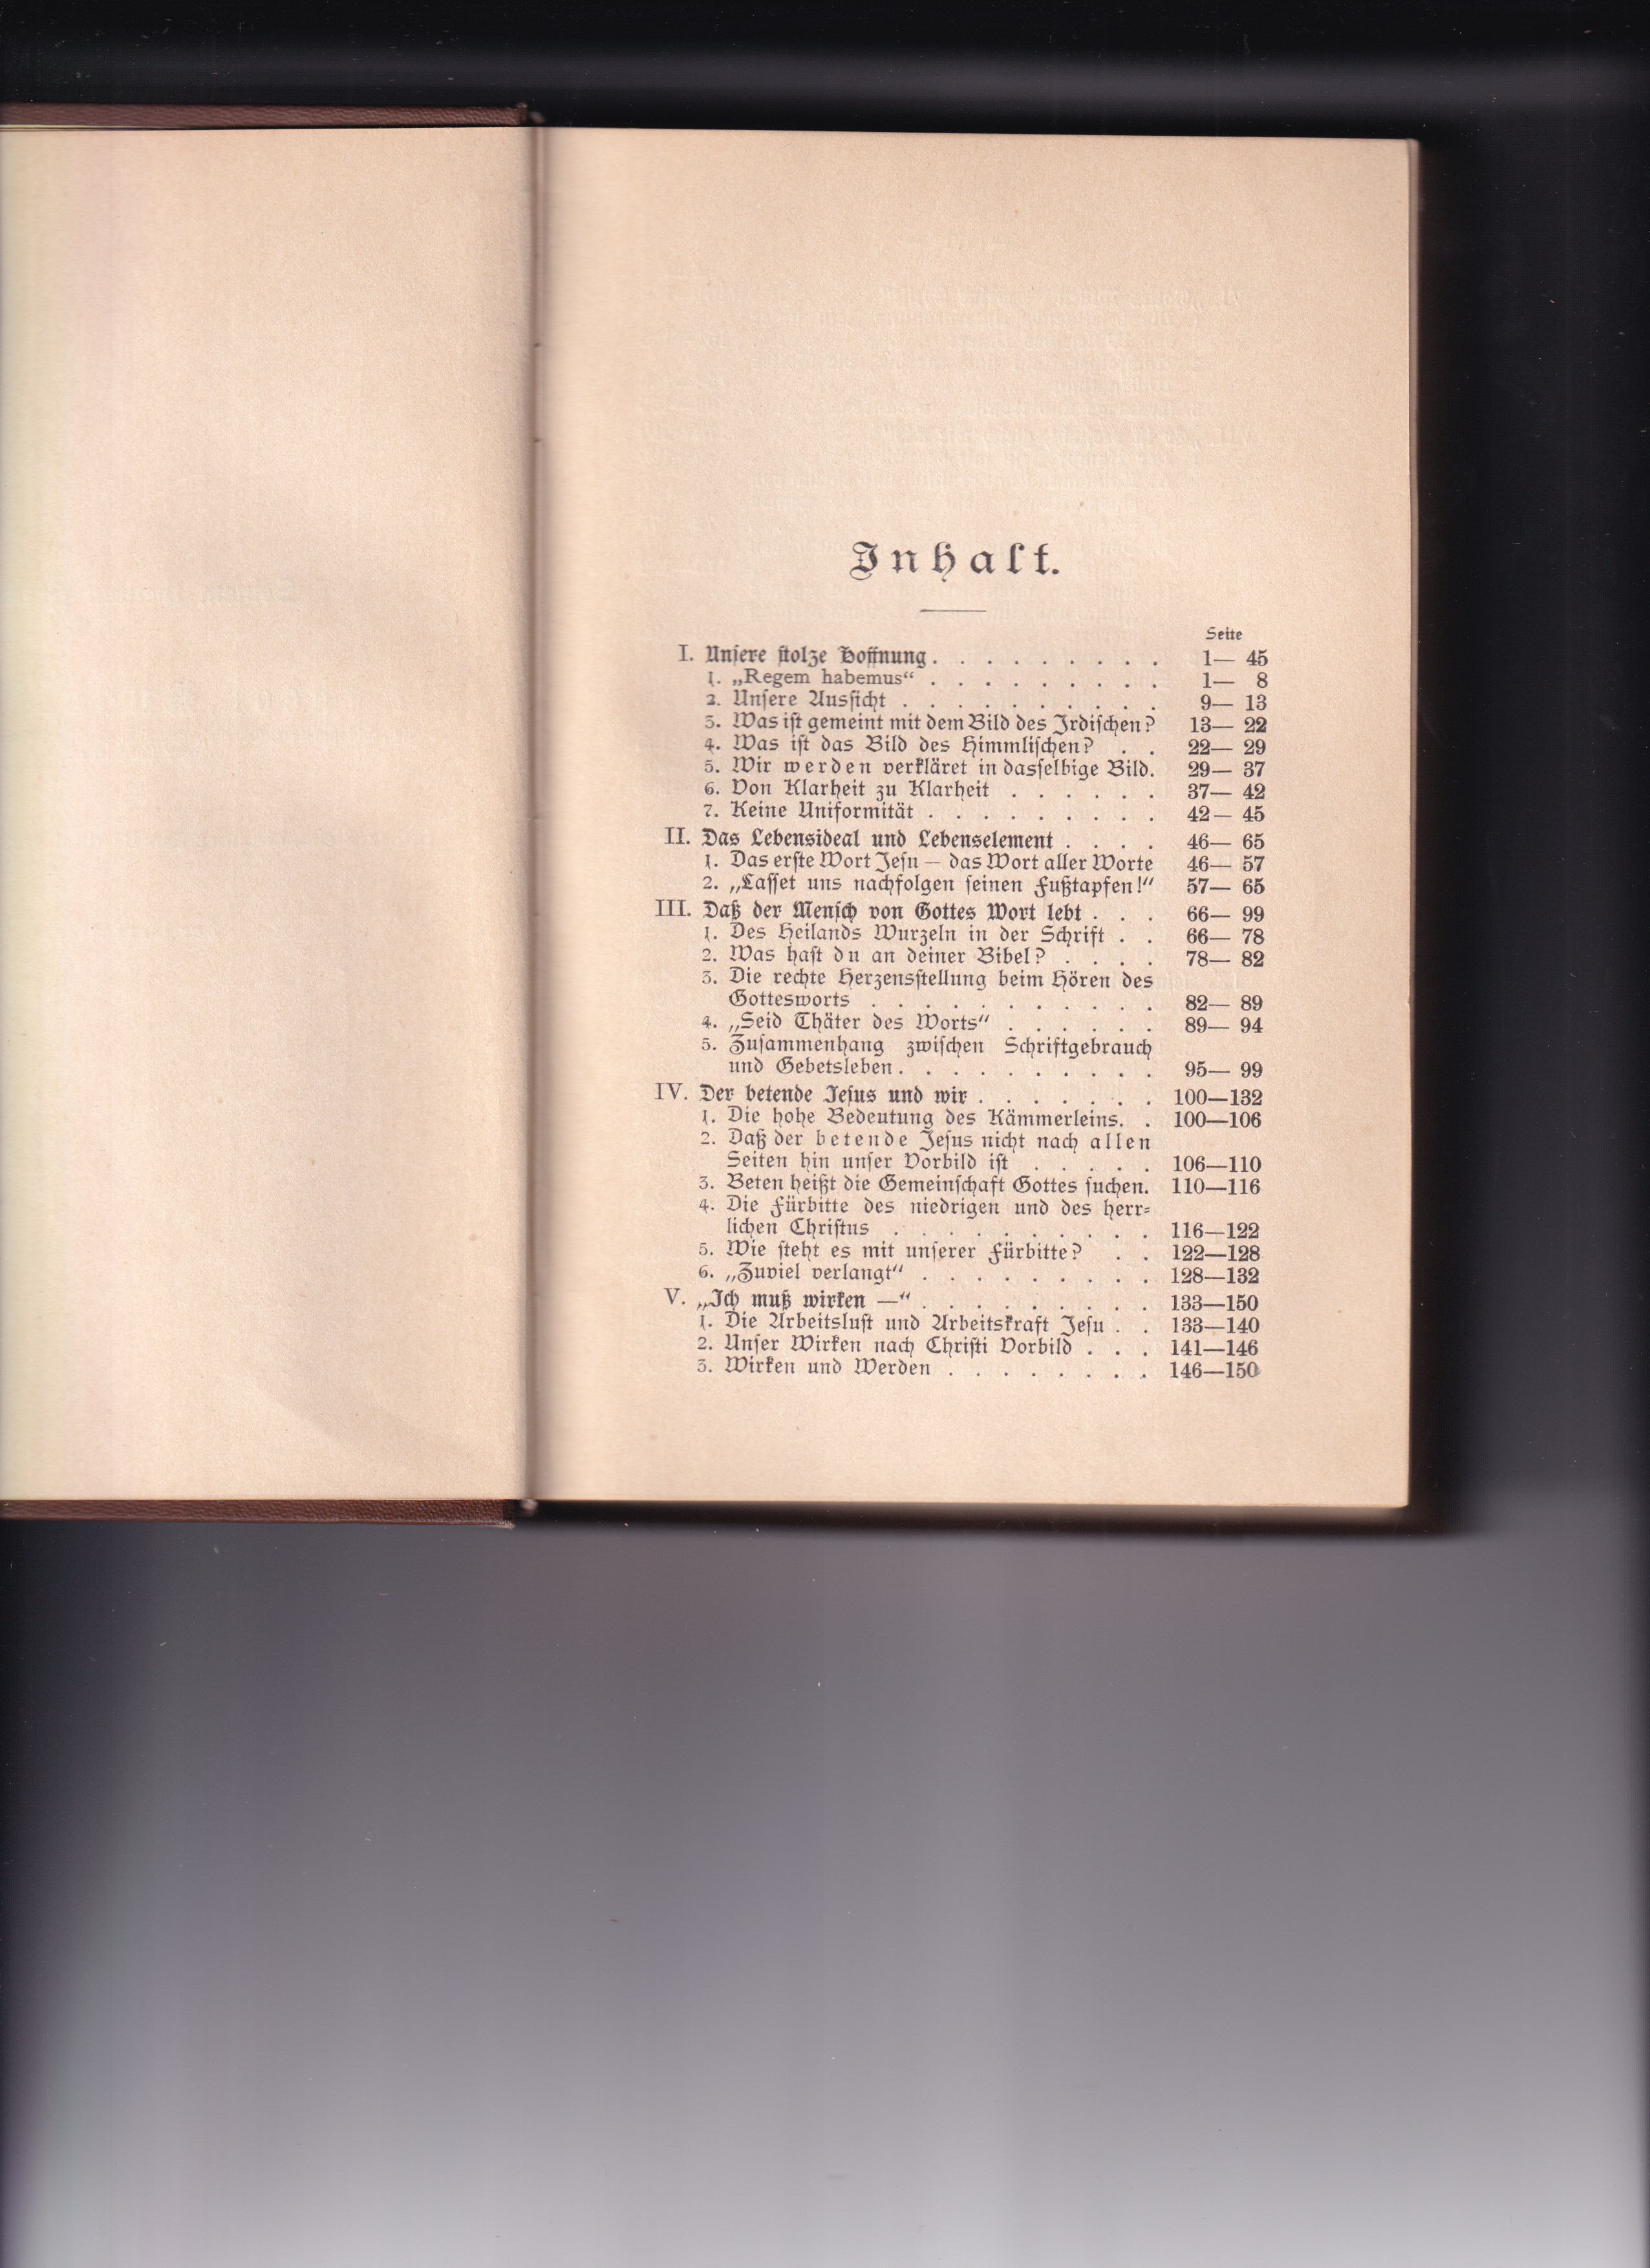 Inhalt.
Seite
I. Unsere stolze Hoffnung . . . . . . . . . 1— 45
1. „Regem habemus“ . . . . . . . . . 1— 8
2. Unsere Aussicht . . . . . . . . . . 9— 13
3. Was ist gemeint mit dem Bild des Irdischen? 13— 22
4. Was ist das Bild des Himmlischen? . . 22— 29
5. Wir werden verkläret in dasselbige Bild. 29— 37
6. Von Klarheit zu Klarheit . . . . . . 37— 42
7. Keine Uniformität . . . . . . . . . 42— 45
II. Das Lebensideal und Lebenselement . . . . 46— 65
1. Das erste Wort Jesu — das Wort aller Worte 46— 57
2. „Lasset uns nachfolgen seinen Fußtapfen!“ 57— 65
III. Daß der Mensch von Gottes Wort lebt . . . 66— 99
1. Des Heilands Wurzeln in der Schrift . . 66— 78
2. Was hast du an deiner Bibel? . . . . 78— 82
3. Die rechte Herzensstellung beim Hören des
Gottesworts . . . . . . . . . . . 82— 89
4. „Seid Thäter des Worts“ . . . . . . 89— 94
5. Zusammenhang zwischen Schriftgebrauch
und Gebetsleben . . . . . . . . . . 95— 99
IV. Der betende Jesus und wir . . . . . . . 100—132
1. Die hohe Bedeutung des Kämmerleins. . 100—106
2. Daß der betende Jesus nicht nach allen
Seiten hin unser Vorbild ist . . . . . 106—110
3. Beten heißt die Gemeinschaft Gottes suchen. 110—116
4. Die Fürbitte des niedrigen und des herr-
lichen Christus . . . . . . . . . . 116—122
5. Wie steht es mit unserer Fürbitte? . . 122—128
6. „Zuviel verlangt“ . . . . . . . . . 128—132
V. „Ich muß wirken —“ . . . . . . . . . 133—150
1. Die Arbeitslust und Arbeitskraft Jesu . . 133—140
2. Unser Wirken nach Christi Vorbild . . . 141—146
3. Wirken und Werden . . . . . . . . 146—150